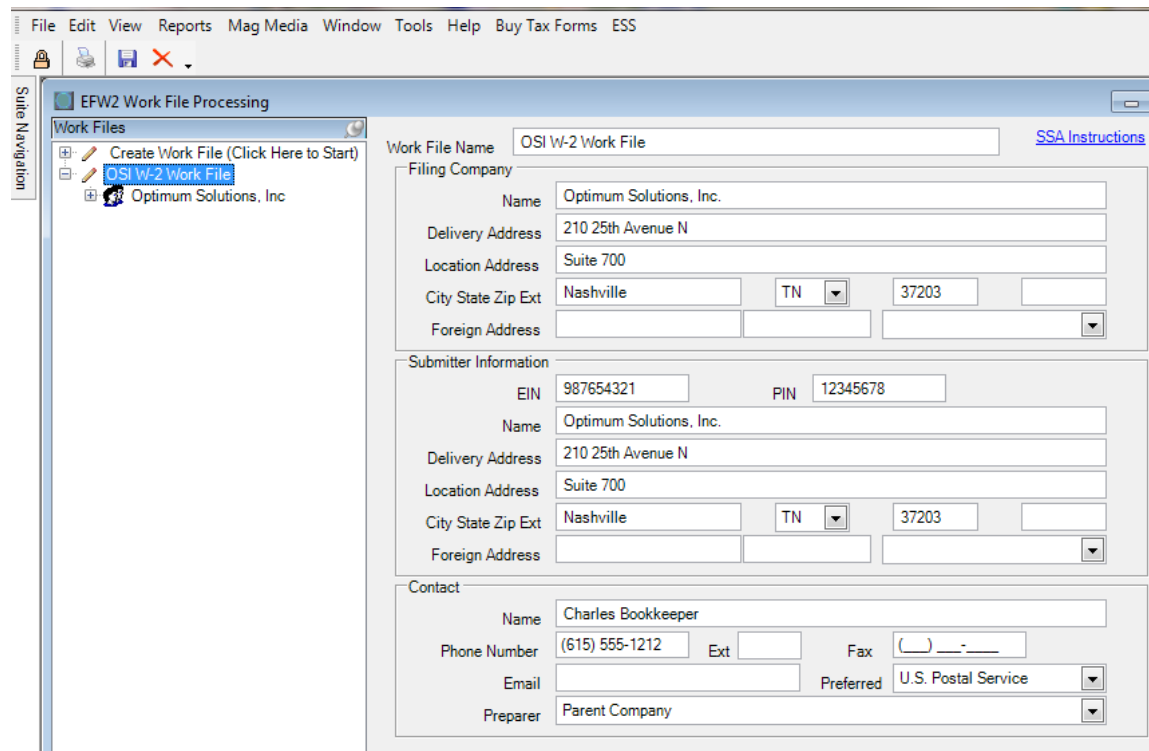 File Edit View Reports Mag Media Window Tools Help Buy Tax Forms ESS
Suite Navigation
EFW2 Work File Processing
Work Files
Create Work File (Click Here to Start)
OSI W-2 Work File
Optimum Solutions, Inc
Work File Name OSI W-2 Work File SSA Instructions
Filing Company
Name Optimum Solutions, Inc.
Delivery Address 210 25th Avenue N
Location Address Suite 700
City State Zip Ext Nashville TN 37203
Foreign Address
Submitter Information
EIN 987654321 PIN 12345678
Name Optimum Solutions, Inc.
Delivery Address 210 25th Avenue N
Location Address Suite 700
City State Zip Ext Nashville TN 37203
Foreign Address
Contact
Name Charles Bookkeeper
Phone Number (615) 555-1212 Ext Fax (___) ___-____
Email Preferred U.S. Postal Service
Preparer Parent Company